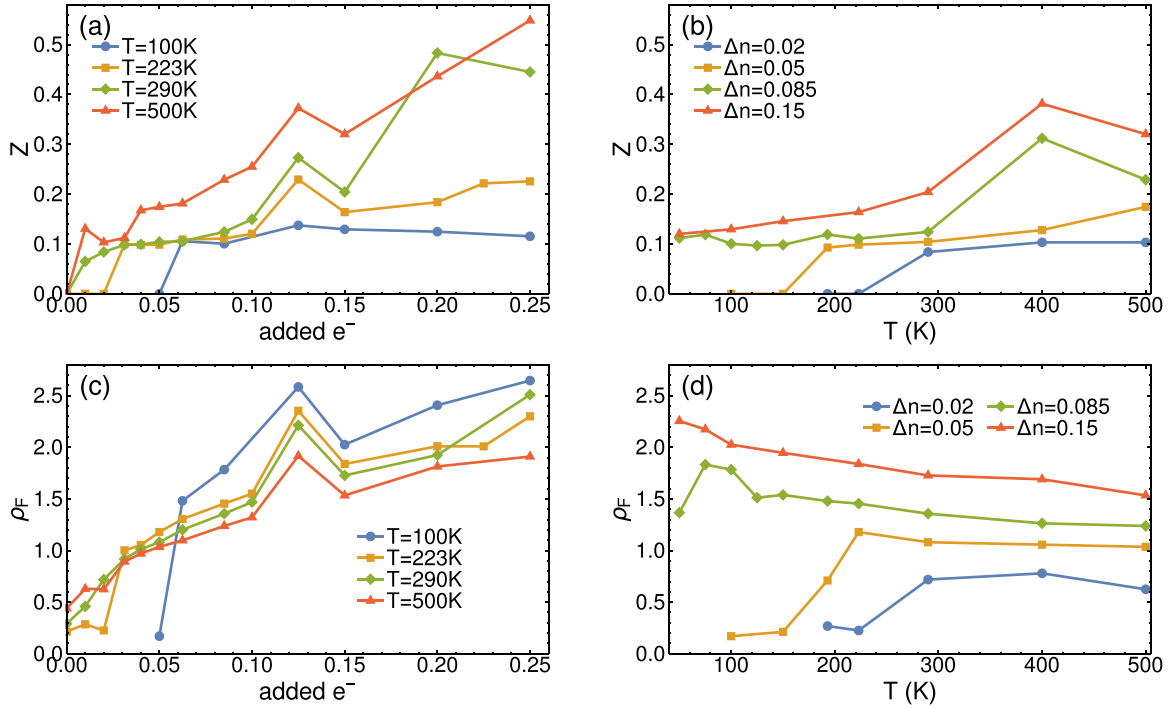 (a)
T=100K
T=223K
T=290K
T=500K
Z
0.5
0.4
0.3
0.2
0.1
0.0
0.00 0.05 0.10 0.15 0.20 0.25
added e⁻
(b)
Δn=0.02
Δn=0.05
Δn=0.085
Δn=0.15
Z
0.5
0.4
0.3
0.2
0.1
0.0
100 200 300 400 500
T (K)
(c)
T=100K
T=223K
T=290K
T=500K
ρF
2.5
2.0
1.5
1.0
0.5
0.0
0.00 0.05 0.10 0.15 0.20 0.25
added e⁻
(d)
Δn=0.02 Δn=0.085
Δn=0.05 Δn=0.15
ρF
2.5
2.0
1.5
1.0
0.5
0.0
100 200 300 400 500
T (K)